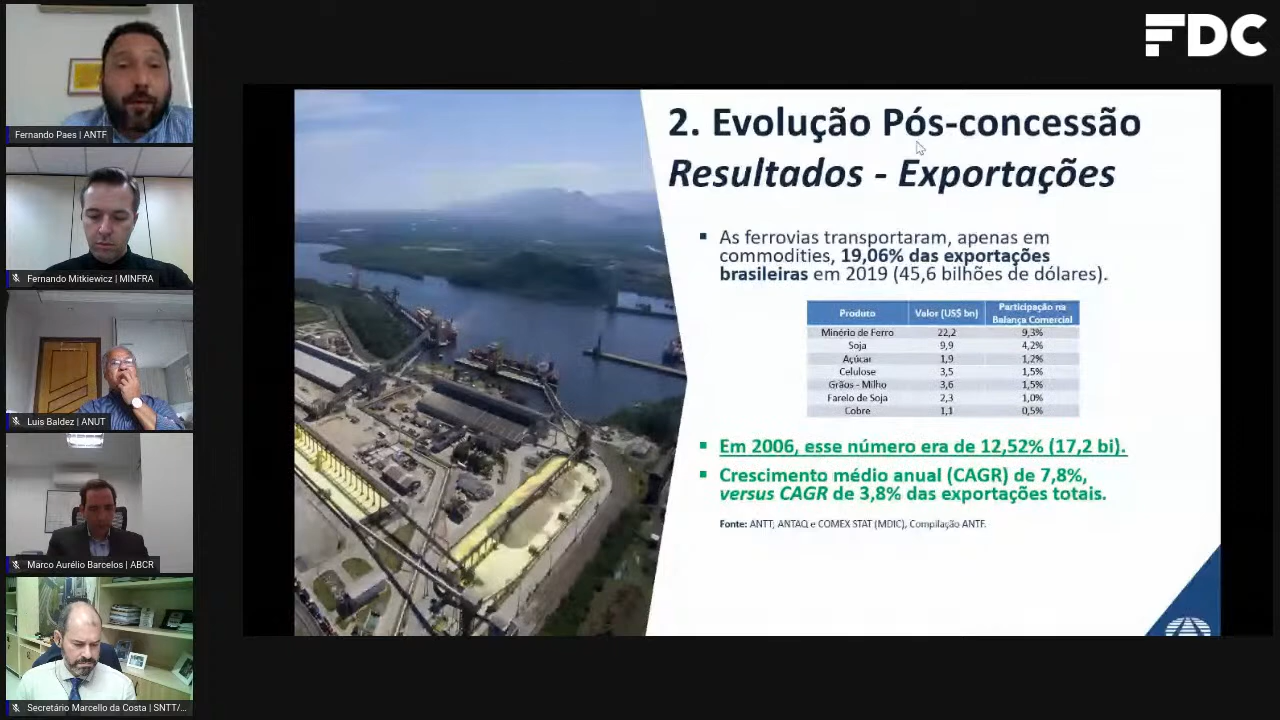 FDC
Fernando Paes | ANTF
Fernando Mitkiewicz | MINFRA
Luis Baldez | ANUT
Marco Aurélio Barcelos | ABCR
Secretário Marcello da Costa | SNTT/...
2. Evolução Pós-concessão
Resultados - Exportações
▪ As ferrovias transportaram, apenas em
commodities, 19,06% das exportações
brasileiras em 2019 (45,6 bilhões de dólares).
Produto Valor (US$ bn) Participação na
Balança Comercial
Minério de Ferro 22,2 9,3%
Soja 9,9 4,2%
Açúcar 1,9 1,2%
Celulose 3,5 1,5%
Grãos - Milho 3,6 1,5%
Farelo de Soja 2,3 1,0%
Cobre 1,1 0,5%
▪ Em 2006, esse número era de 12,52% (17,2 bi).
▪ Crescimento médio anual (CAGR) de 7,8%,
versus CAGR de 3,8% das exportações totais.
Fonte: ANTT, ANTAQ e COMEX STAT (MDIC), Compilação ANTF.